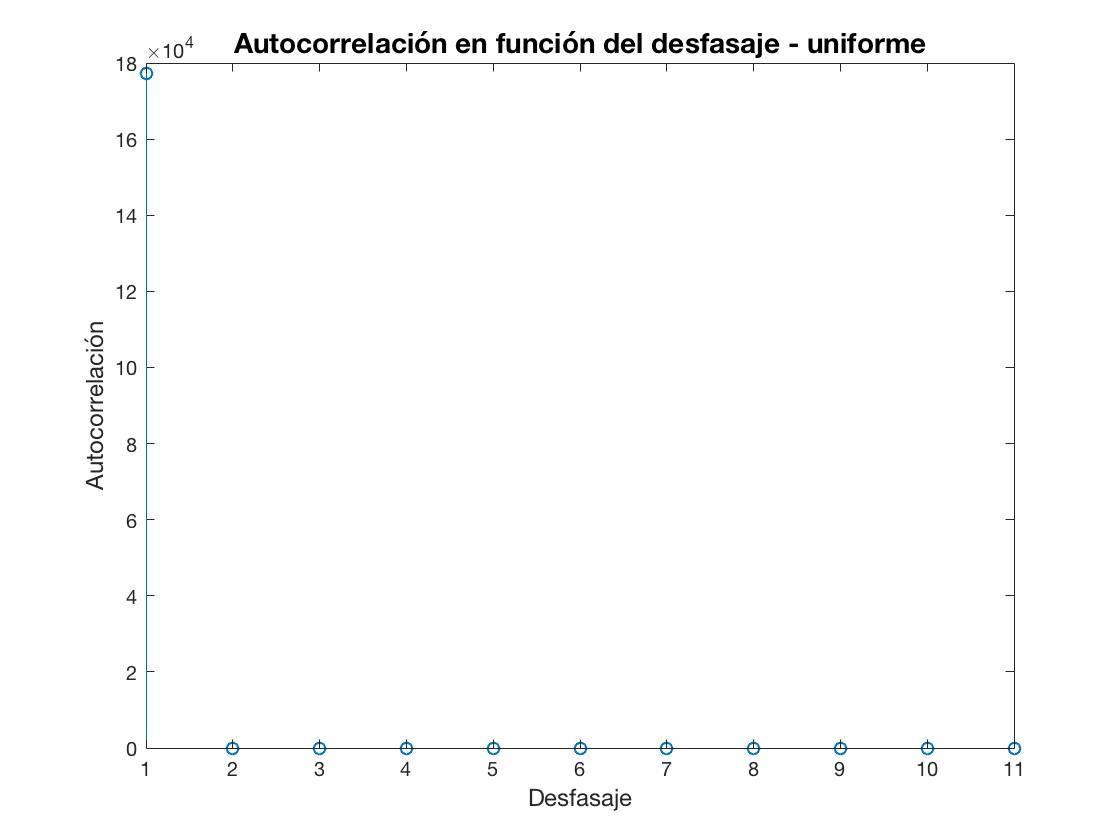 Autocorrelación en función del desfasaje - uniforme
×10^4
18
16
14
12
10
8
6
4
2
0
Autocorrelación
1 2 3 4 5 6 7 8 9 10 11
Desfasaje